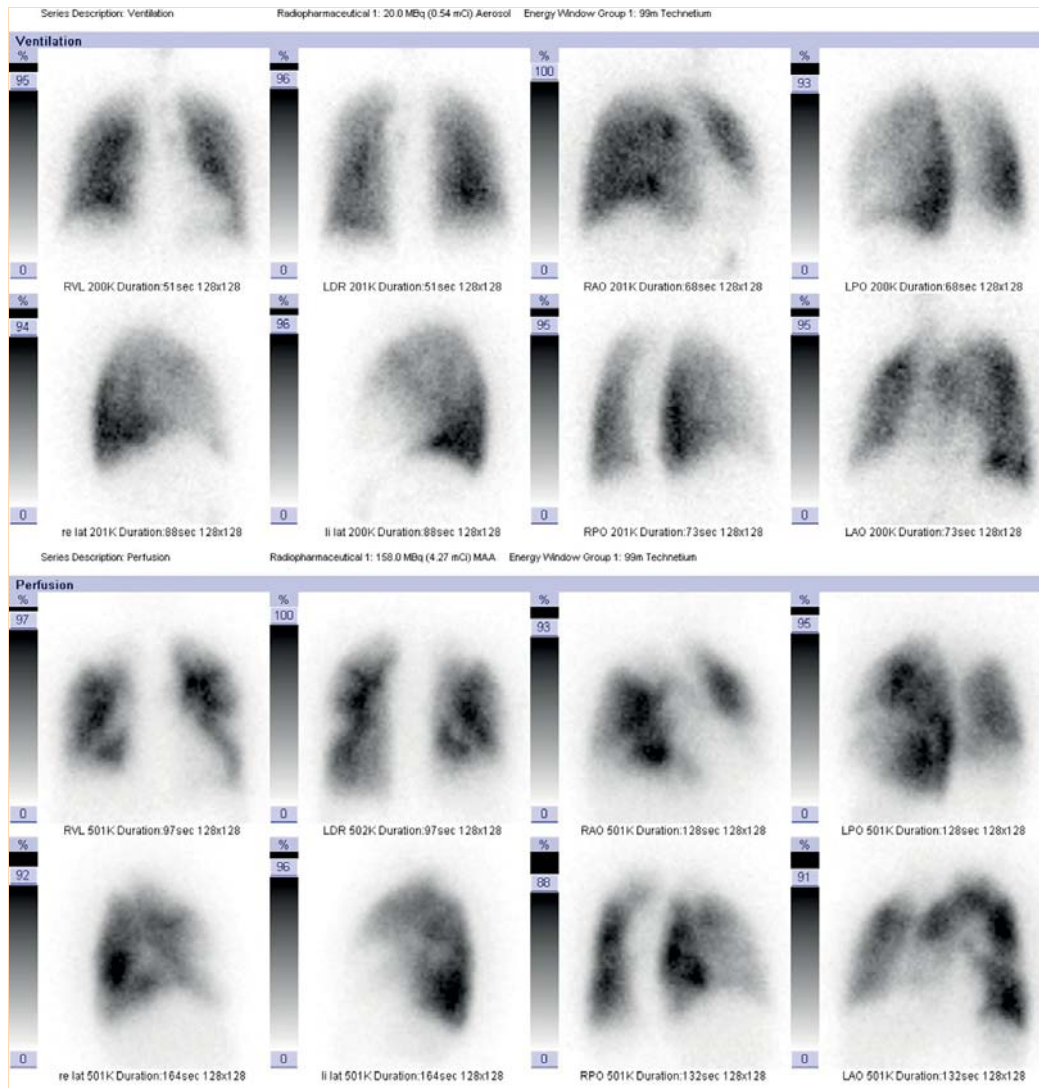 Series Description: Ventilation Radiopharmaceutical 1: 20.0 MBq (0.54 mCi) Aerosol Energy Window Group 1: 99m Technetium
Ventilation
% % % %
95 96 100 93
0 0 0 0
RVL 200K Duration:51sec 128x128 LDR 201K Duration:51sec 128x128 RAO 201K Duration:68sec 128x128 LPO 200K Duration:68sec 128x128
% % % %
94 96 95 95
0 0 0 0
re lat 201K Duration:88sec 128x128 li lat 200K Duration:88sec 128x128 RPO 201K Duration:73sec 128x128 LAO 200K Duration:73sec 128x128
Series Description: Perfusion Radiopharmaceutical 1: 158.0 MBq (4.27 mCi) MAA Energy Window Group 1: 99m Technetium
Perfusion
% % % %
97 100 93 95
0 0 0 0
RVL 501K Duration:97sec 128x128 LDR 502K Duration:97sec 128x128 RAO 501K Duration:128sec 128x128 LPO 501K Duration:128sec 128x128
% % % %
92 96 88 91
0 0 0 0
re lat 501K Duration:164sec 128x128 li lat 501K Duration:164sec 128x128 RPO 501K Duration:132sec 128x128 LAO 501K Duration:132sec 128x128